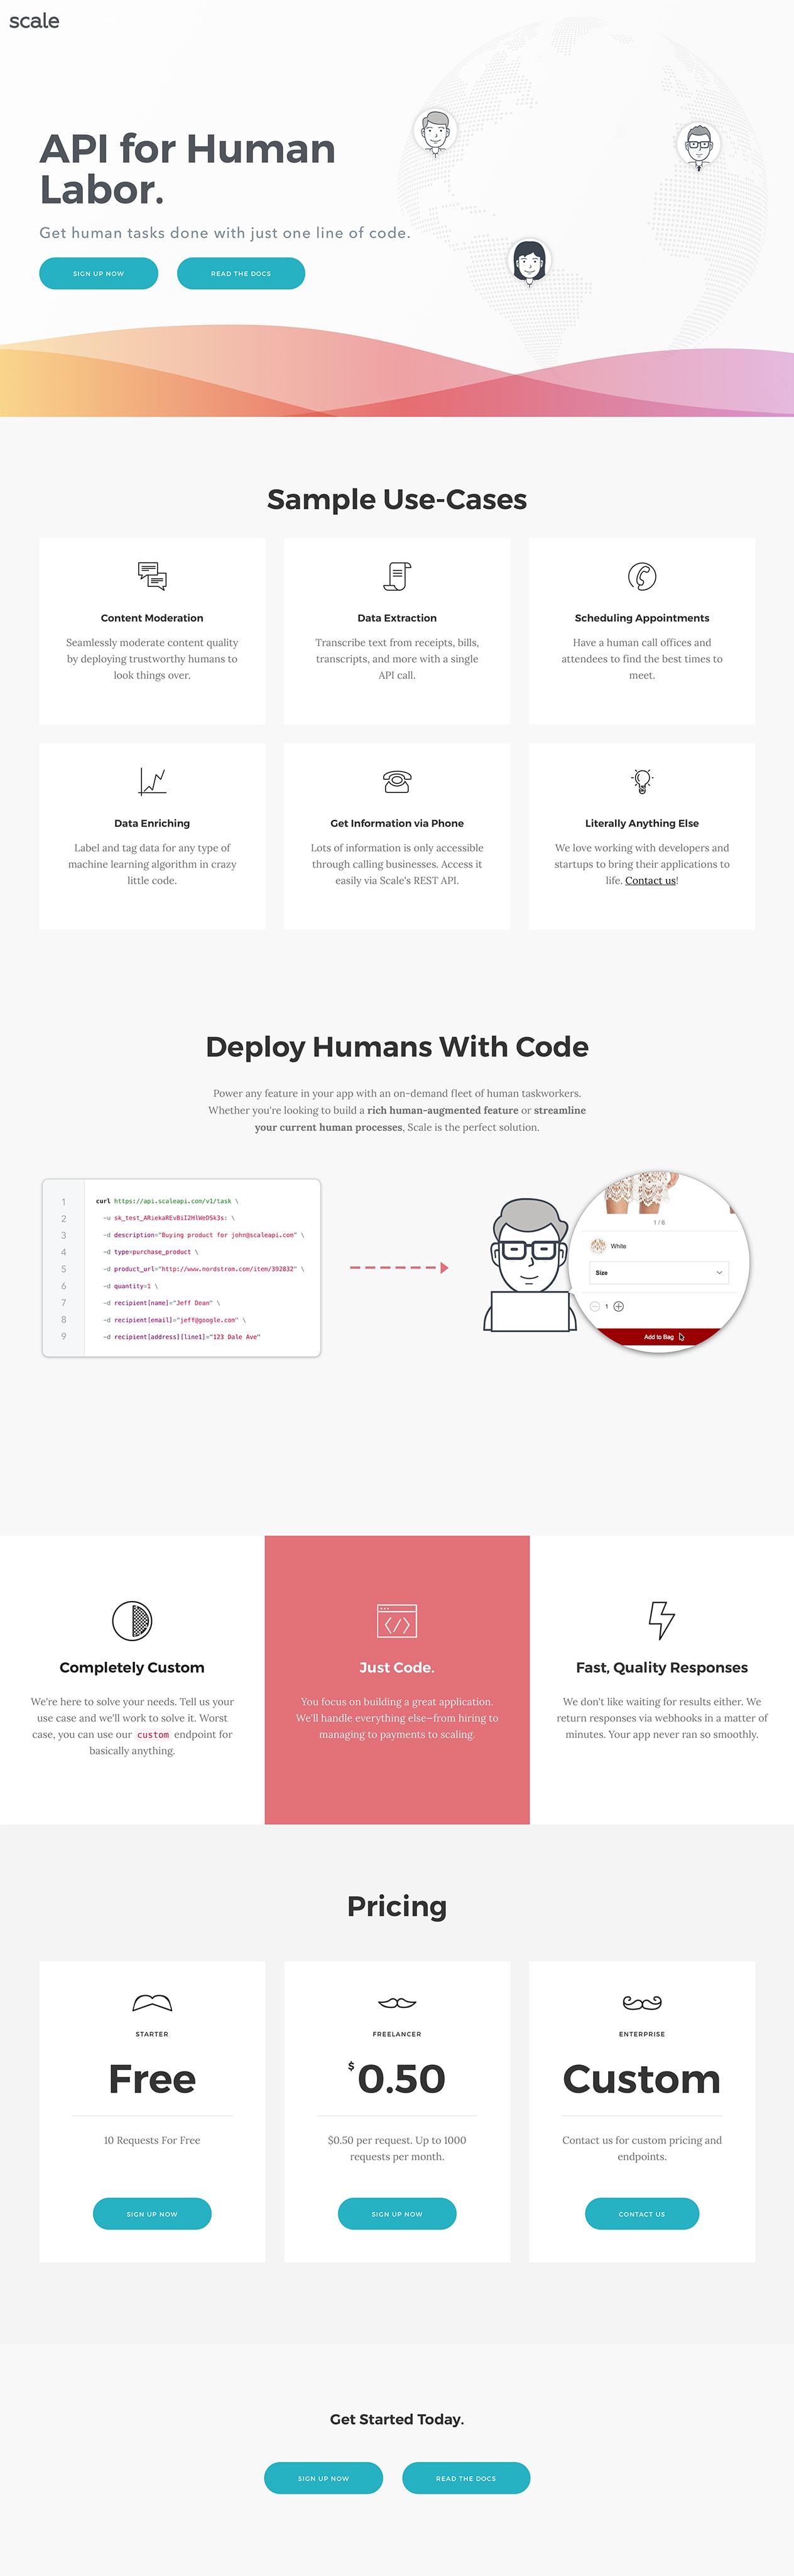 scale
API for Human
Labor.
Get human tasks done with just one line of code.
SIGN UP NOW
READ THE DOCS
Sample Use-Cases
Content Moderation
Seamlessly moderate content quality
by deploying trustworthy humans to
look things over.
Data Extraction
Transcribe text from receipts, bills,
transcripts, and more with a single
API call.
Scheduling Appointments
Have a human call offices and
attendees to find the best times to
meet.
Data Enriching
Label and tag data for any type of
machine learning algorithm in crazy
little code.
Get Information via Phone
Lots of information is only accessible
through calling businesses. Access it
easily via Scale's REST API.
Literally Anything Else
We love working with developers and
startups to bring their applications to
life. Contact us!
Deploy Humans With Code
Power any feature in your app with an on-demand fleet of human taskworkers.
Whether you're looking to build a rich human-augmented feature or streamline
your current human processes, Scale is the perfect solution.
1 curl https://api.scaleapi.com/v1/task \
2 -u sk_test_ARiekaREvBiI2HlWeDSk3s: \
3 -d description="Buying product for john@scaleapi.com" \
4 -d type=purchase_product \
5 -d product_url="http://www.nordstrom.com/item/392832" \
6 -d quantity=1 \
7 -d recipient[name]="Jeff Dean" \
8 -d recipient[email]="jeff@google.com" \
9 -d recipient[address][line1]="123 Dale Ave"
1 / 6
White
Size
1
Add to Bag
Completely Custom
We're here to solve your needs. Tell us your
use case and we'll work to solve it. Worst
case, you can use our custom endpoint for
basically anything.
Just Code.
You focus on building a great application.
We'll handle everything else—from hiring to
managing to payments to scaling.
Fast, Quality Responses
We don't like waiting for results either. We
return responses via webhooks in a matter of
minutes. Your app never ran so smoothly.
Pricing
STARTER
Free
10 Requests For Free
SIGN UP NOW
FREELANCER
$0.50
$0.50 per request. Up to 1000
requests per month.
SIGN UP NOW
ENTERPRISE
Custom
Contact us for custom pricing and
endpoints.
CONTACT US
Get Started Today.
SIGN UP NOW
READ THE DOCS